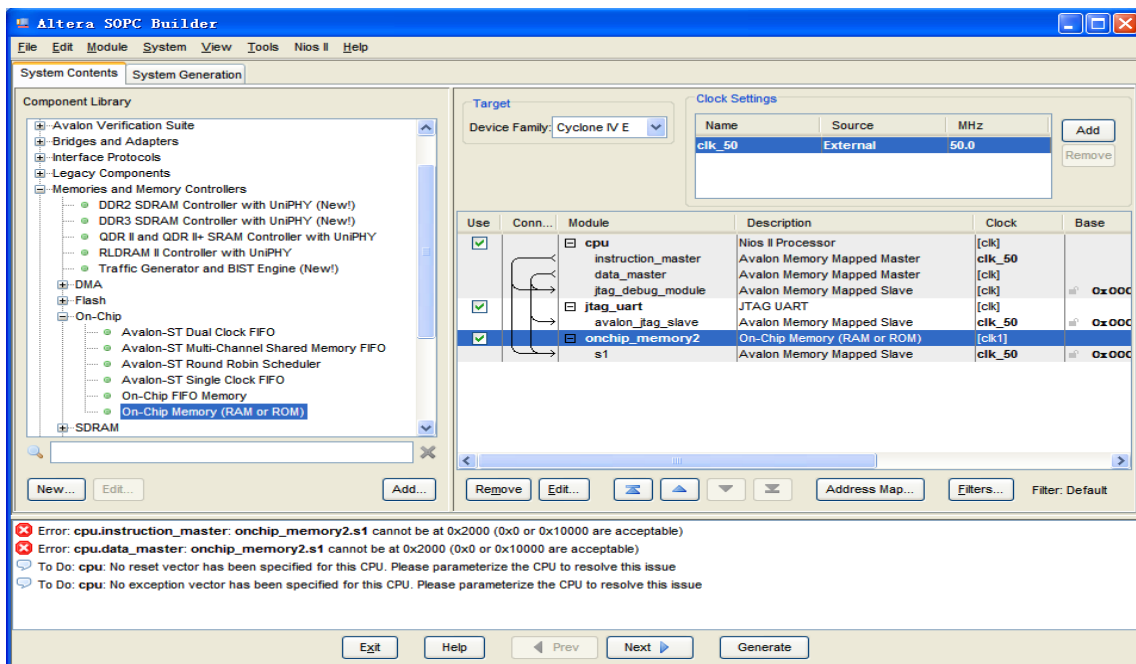 Altera SOPC Builder
File Edit Module System View Tools Nios II Help
System Contents System Generation
Component Library
Avalon Verification Suite
Bridges and Adapters
Interface Protocols
Legacy Components
Memories and Memory Controllers
DDR2 SDRAM Controller with UniPHY (New!)
DDR3 SDRAM Controller with UniPHY (New!)
QDR II and QDR II+ SRAM Controller with UniPHY
RLDRAM II Controller with UniPHY
Traffic Generator and BIST Engine (New!)
DMA
Flash
On-Chip
Avalon-ST Dual Clock FIFO
Avalon-ST Multi-Channel Shared Memory FIFO
Avalon-ST Round Robin Scheduler
Avalon-ST Single Clock FIFO
On-Chip FIFO Memory
On-Chip Memory (RAM or ROM)
SDRAM
New... Edit... Add...
Target
Device Family: Cyclone IV E
Clock Settings
Name Source MHz
clk_50 External 50.0
Add
Remove
Use Conn... Module Description Clock Base
cpu Nios II Processor [clk]
instruction_master Avalon Memory Mapped Master clk_50
data_master Avalon Memory Mapped Master [clk]
jtag_debug_module Avalon Memory Mapped Slave [clk] 0x000
jtag_uart JTAG UART [clk]
avalon_jtag_slave Avalon Memory Mapped Slave clk_50 0x000
onchip_memory2 On-Chip Memory (RAM or ROM) [clk1]
s1 Avalon Memory Mapped Slave clk_50 0x000
Remove Edit... Address Map... Filters... Filter: Default
Error: cpu.instruction_master: onchip_memory2.s1 cannot be at 0x2000 (0x0 or 0x10000 are acceptable)
Error: cpu.data_master: onchip_memory2.s1 cannot be at 0x2000 (0x0 or 0x10000 are acceptable)
To Do: cpu: No reset vector has been specified for this CPU. Please parameterize the CPU to resolve this issue
To Do: cpu: No exception vector has been specified for this CPU. Please parameterize the CPU to resolve this issue
Exit Help Prev Next Generate